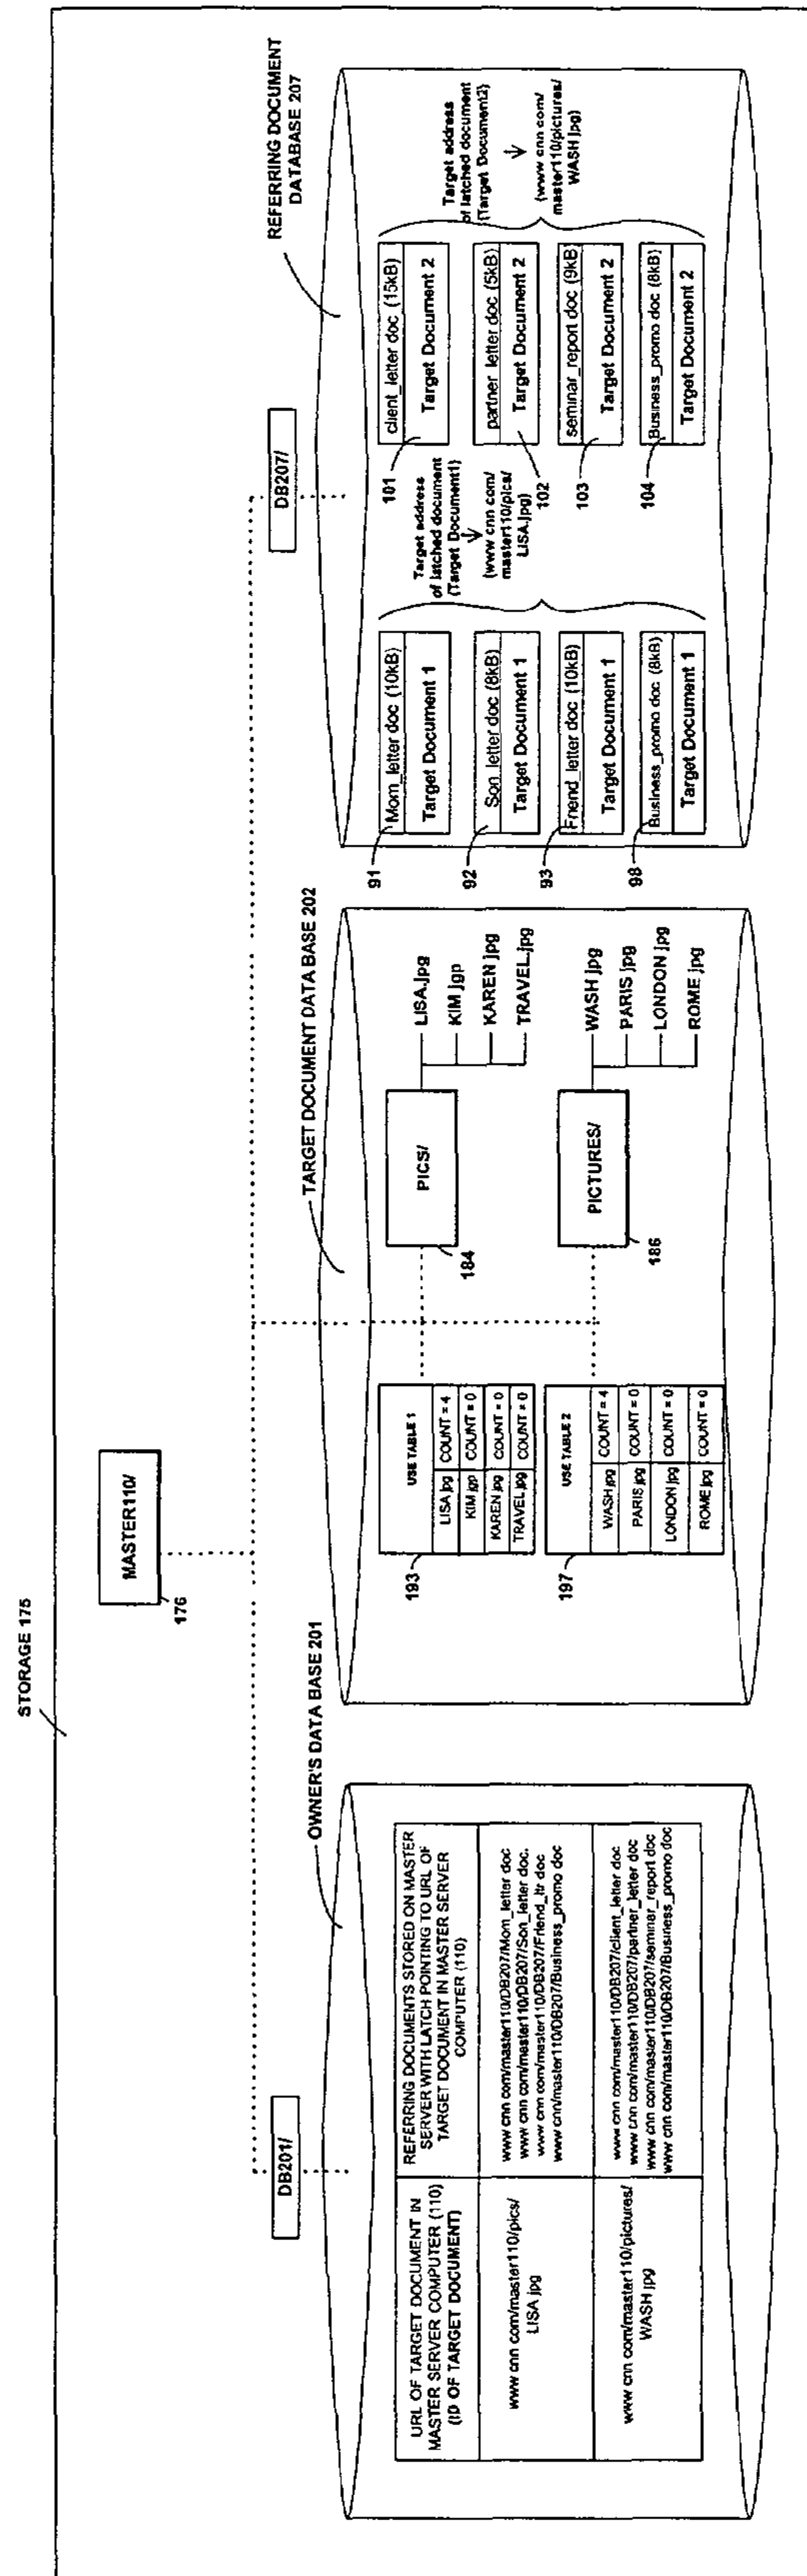 STORAGE 175
MASTER110/
176
DB201/
OWNER'S DATA BASE 201
URL OF TARGET DOCUMENT IN
MASTER SERVER COMPUTER (110)
(ID OF TARGET DOCUMENT)
REFERRING DOCUMENTS STORED ON MASTER
SERVER WITH LATCH POINTING TO URL OF
TARGET DOCUMENT IN MASTER SERVER
COMPUTER (110)
www cnn com/master110/pics/
LISA jpg
www cnn com/master110/DB207/Mom_letter doc
www cnn com/master110/DB207/Son_letter doc.
www cnn com/master110/DB207/Friend_ltr doc
www cnn/master110/DB207/Business_promo doc
www cnn com/master110/pictures/
WASH jpg
www cnn com/master110/DB207/client_letter doc
www cnn com/master110/DB207/partner_letter doc
www cnn com/master110/DB207/seminar_report doc
www cnn com/master110/DB207/Business_promo doc
TARGET DOCUMENT DATA BASE 202
USE TABLE 1
LISA jpg COUNT = 4
KIM jgp COUNT = 0
KAREN jpg COUNT = 0
TRAVEL jpg COUNT = 0
193
USE TABLE 2
WASH jpg COUNT = 4
PARIS jpg COUNT = 0
LONDON jpg COUNT = 0
ROME jpg COUNT = 0
197
PICS/
184
LISA.jpg
KIM jgp
KAREN jpg
TRAVEL.jpg
PICTURES/
186
WASH jpg
PARIS jpg
LONDON jpg
ROME jpg
DB207/
REFERRING DOCUMENT
DATABASE 207
Mom_letter doc (10kB)
Target Document 1
91
Son_letter doc (8kB)
Target Document 1
92
Friend_letter doc (10kB)
Target Document 1
93
Business_promo doc (8kB)
Target Document 1
98
Target address
of latched document
(Target Document1)
(www cnn com/
master110/pics/
LISA.jpg)
client_letter doc (15kB)
Target Document 2
101
partner_letter doc (5kB)
Target Document 2
102
seminar_report doc (9kB)
Target Document 2
103
Business_promo doc (8kB)
Target Document 2
104
Target address
of latched document
(Target Document2)
(www cnn com/
master110/pictures/
WASH jpg)